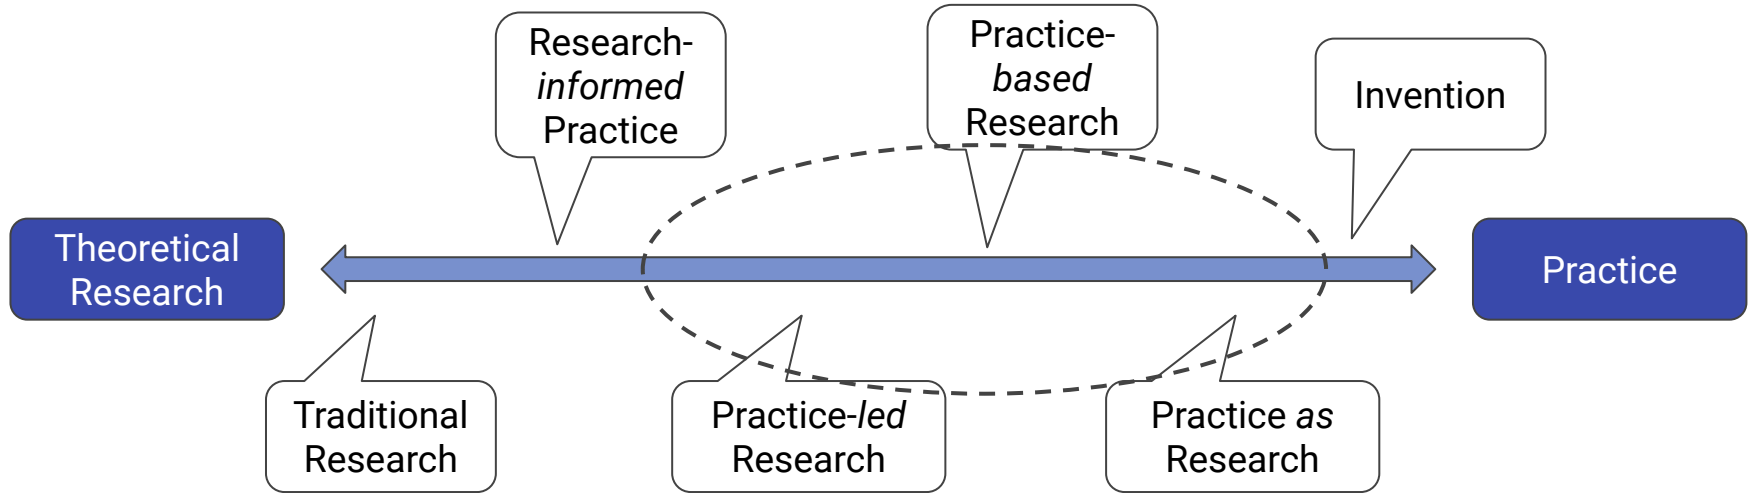 Research-
informed
Practice
Practice-
based
Research
Invention
Theoretical
Research
Practice
Traditional
Research
Practice-led
Research
Practice as
Research